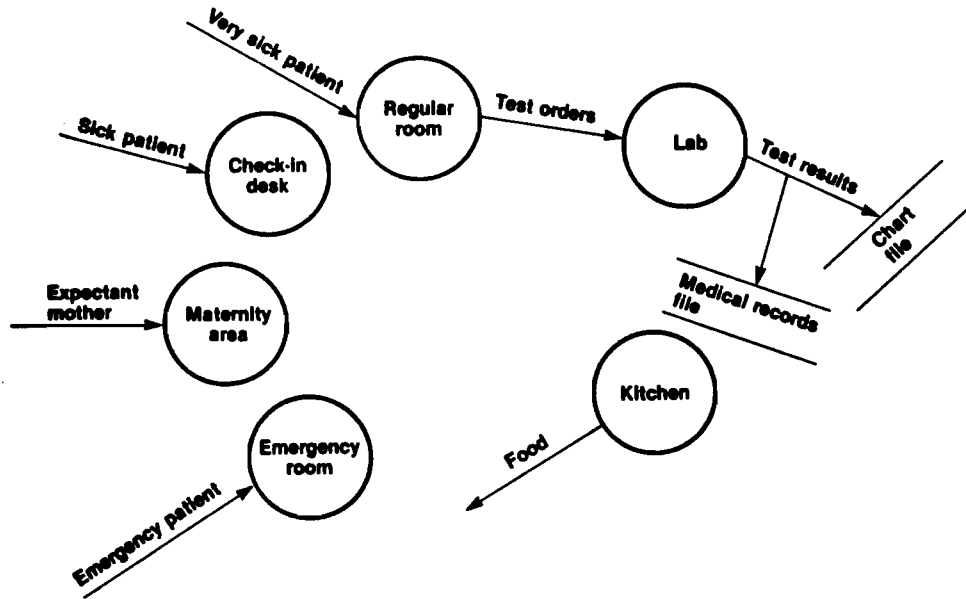 Very sick patient
Regular
room
Test orders
Lab
Test results
Chart
file
Sick patient
Check-in
desk
Medical records
file
Expectant
mother
Maternity
area
Kitchen
Food
Emergency
room
Emergency patient